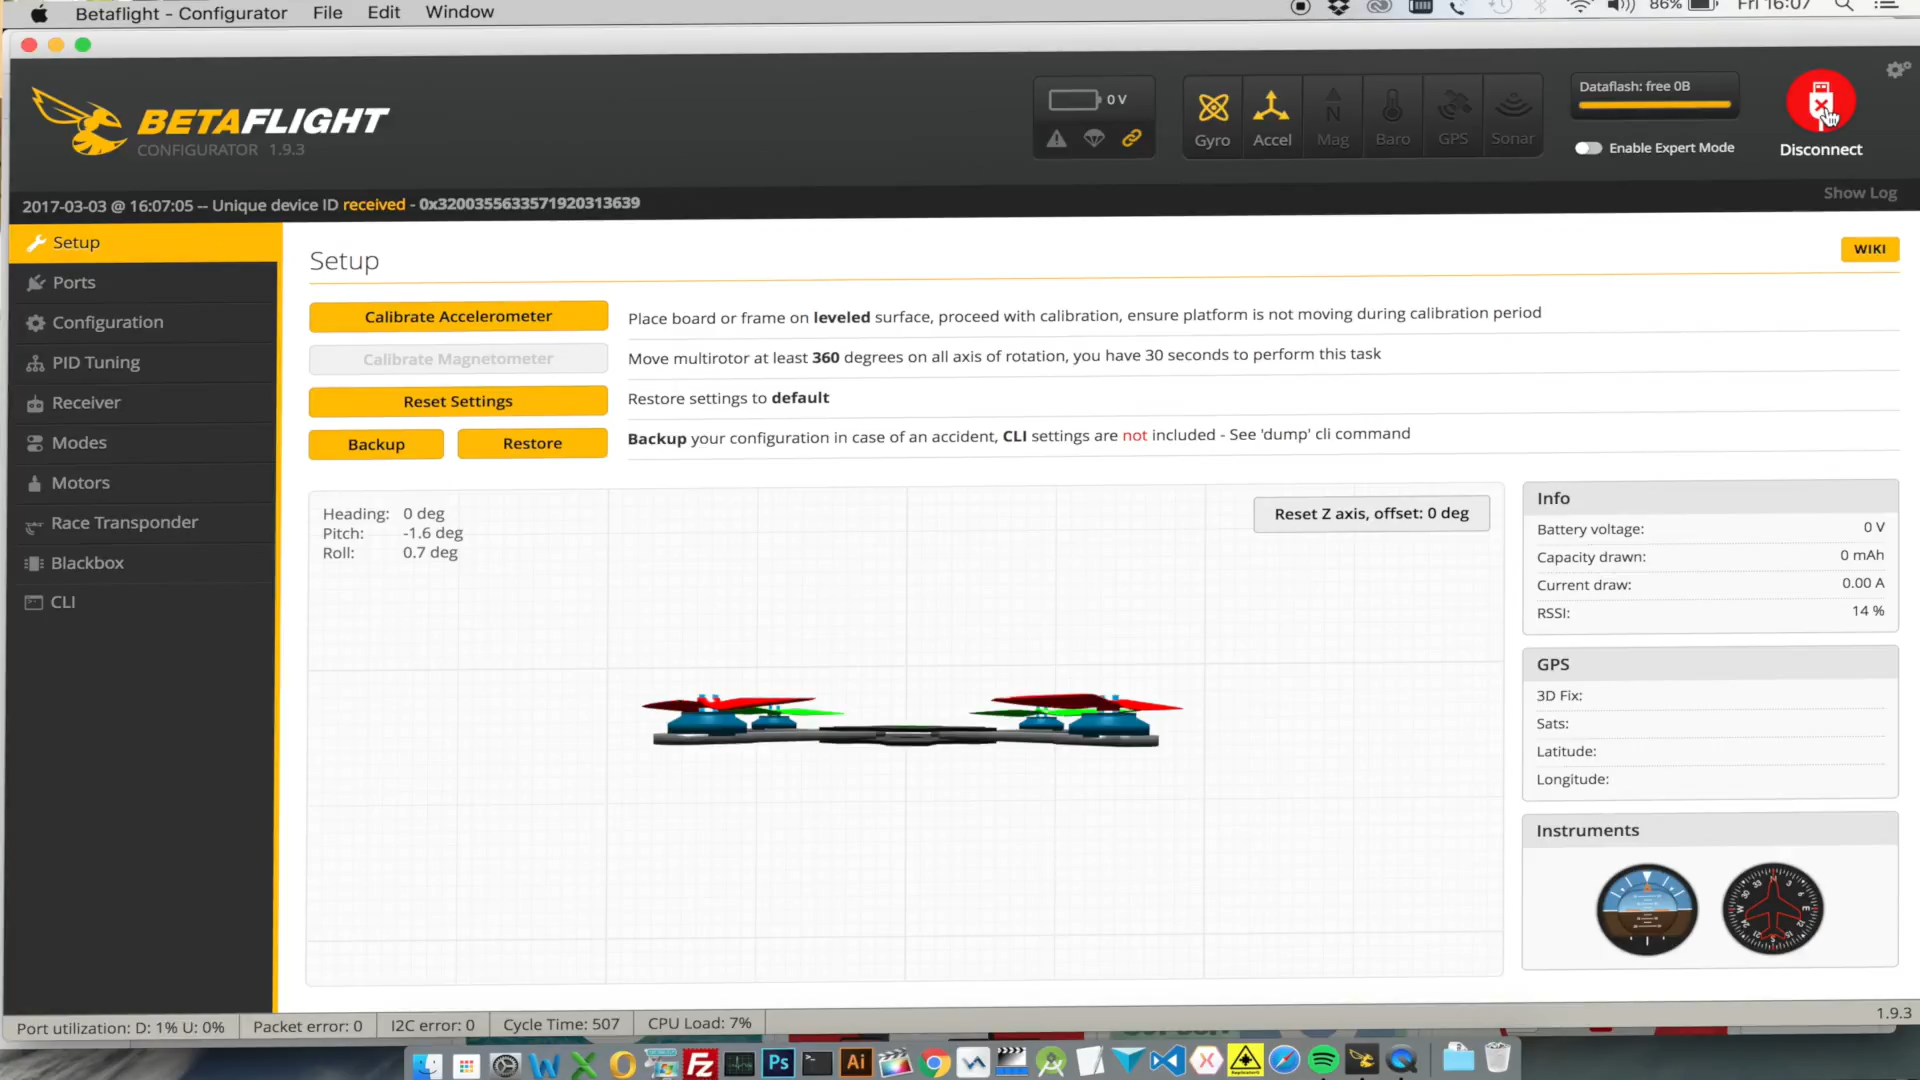 Betaflight - Configurator File Edit Window
86% Fri 16:07
BETAFLIGHT
CONFIGURATOR 1.9.3
0 V
Gyro Accel Mag Baro GPS Sonar
Dataflash: free 0B
Enable Expert Mode
Disconnect
2017-03-03 @ 16:07:05 -- Unique device ID received - 0x3200355633571920313639
Show Log
Setup
Ports
Configuration
PID Tuning
Receiver
Modes
Motors
Race Transponder
Blackbox
CLI
Setup
WIKI
Calibrate Accelerometer
Place board or frame on leveled surface, proceed with calibration, ensure platform is not moving during calibration period
Calibrate Magnetometer
Move multirotor at least 360 degrees on all axis of rotation, you have 30 seconds to perform this task
Reset Settings
Restore settings to default
Backup Restore
Backup your configuration in case of an accident, CLI settings are not included - See 'dump' cli command
Heading: 0 deg
Pitch: -1.6 deg
Roll: 0.7 deg
Reset Z axis, offset: 0 deg
Info
Battery voltage: 0 V
Capacity drawn: 0 mAh
Current draw: 0.00 A
RSSI: 14 %
GPS
3D Fix:
Sats:
Latitude:
Longitude:
Instruments
Port utilization: D: 1% U: 0% Packet error: 0 I2C error: 0 Cycle Time: 507 CPU Load: 7%
1.9.3
Ps
Ai